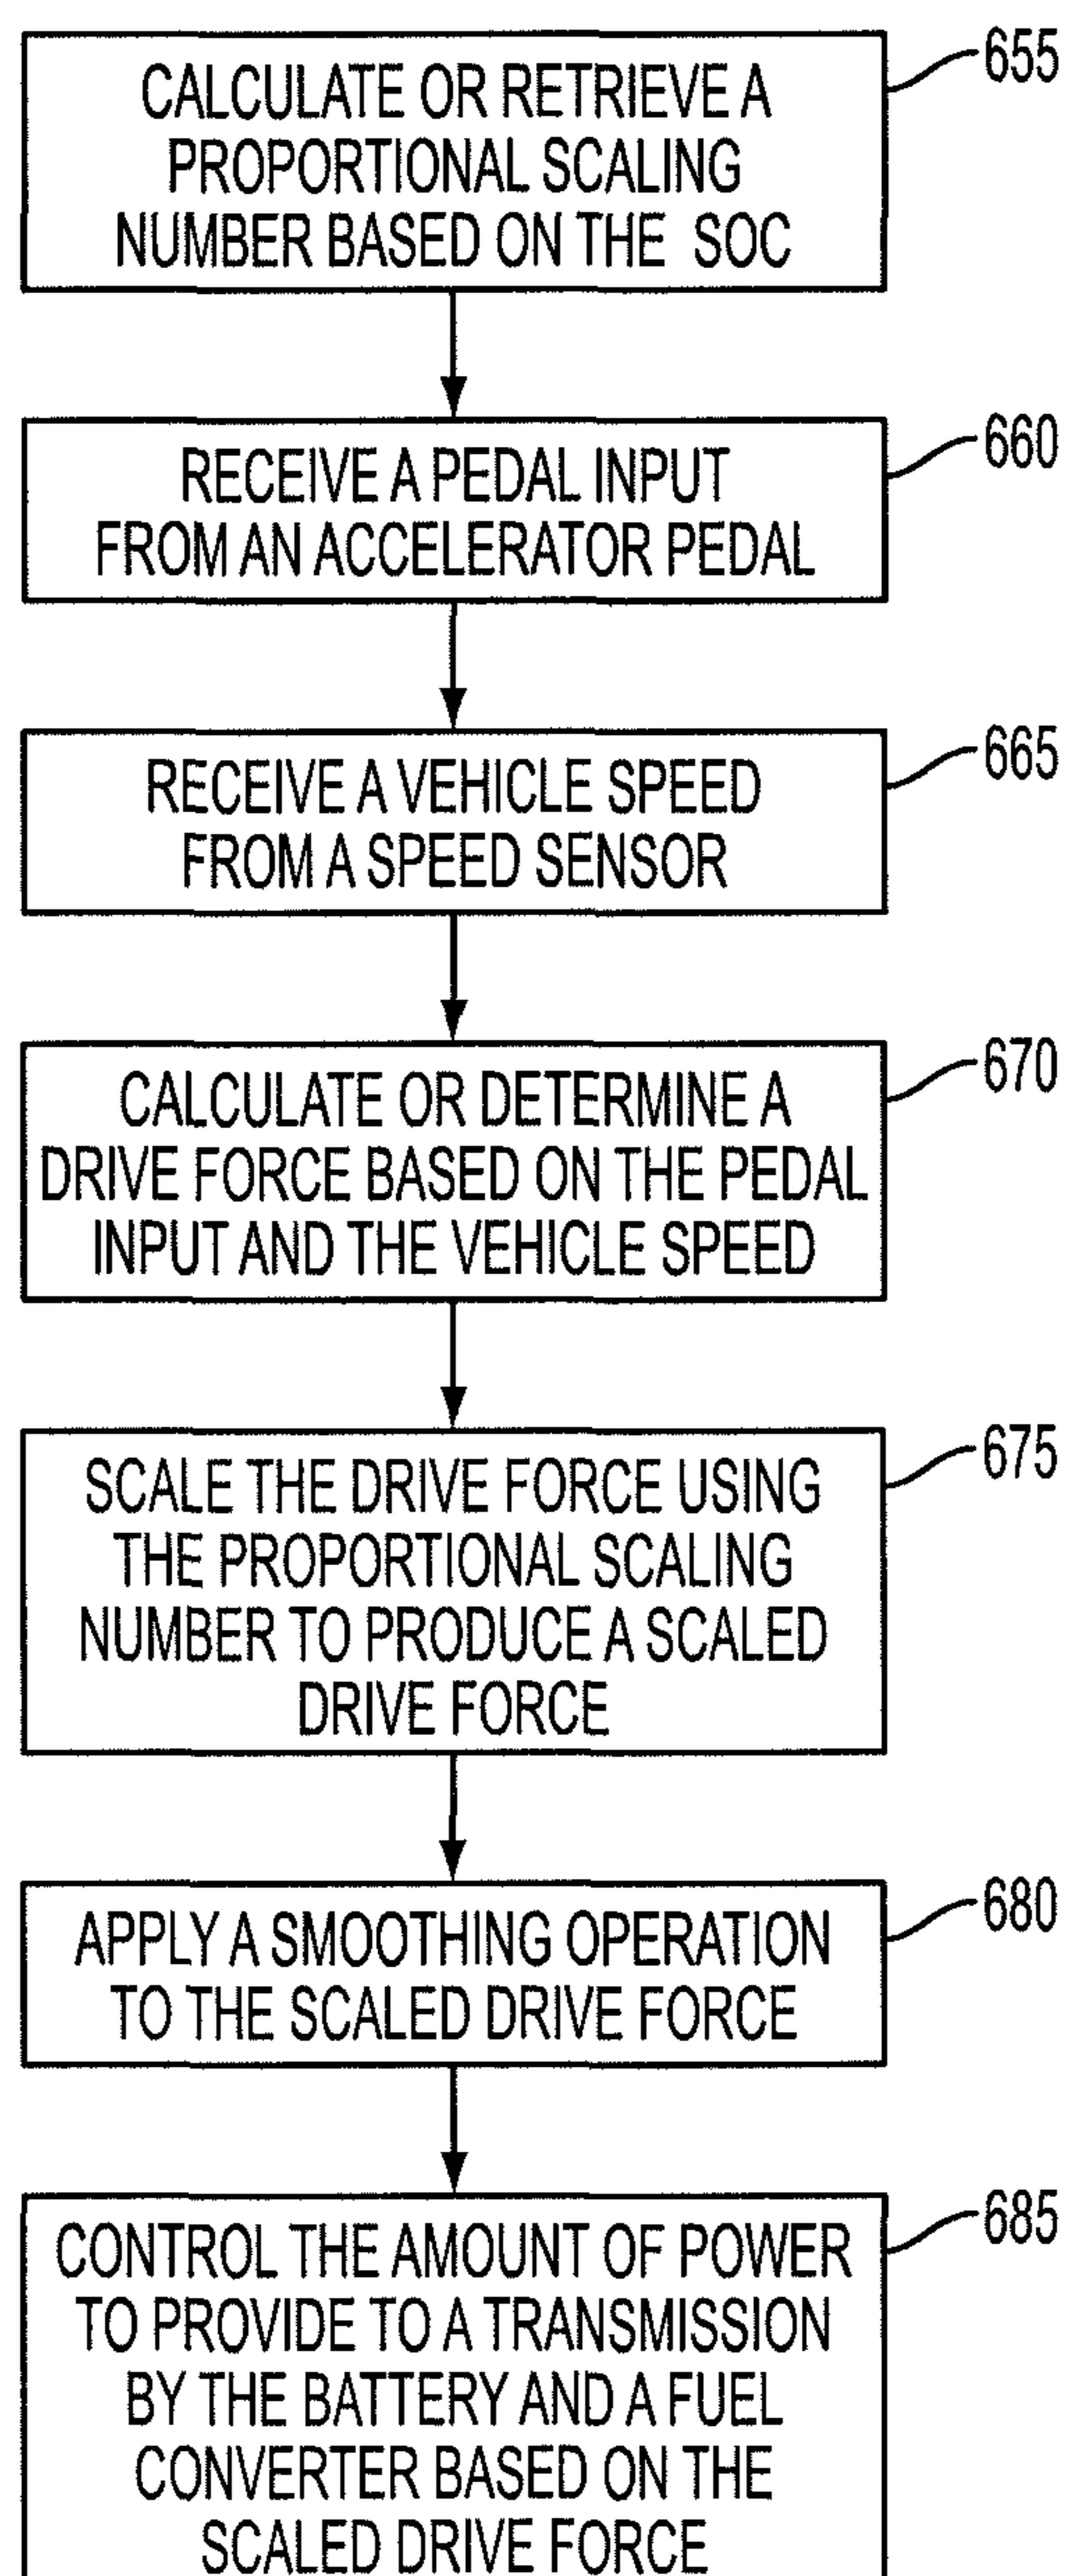 CALCULATE OR RETRIEVE A
PROPORTIONAL SCALING
NUMBER BASED ON THE SOC
655
RECEIVE A PEDAL INPUT
FROM AN ACCELERATOR PEDAL
660
RECEIVE A VEHICLE SPEED
FROM A SPEED SENSOR
665
CALCULATE OR DETERMINE A
DRIVE FORCE BASED ON THE PEDAL
INPUT AND THE VEHICLE SPEED
670
SCALE THE DRIVE FORCE USING
THE PROPORTIONAL SCALING
NUMBER TO PRODUCE A SCALED
DRIVE FORCE
675
APPLY A SMOOTHING OPERATION
TO THE SCALED DRIVE FORCE
680
CONTROL THE AMOUNT OF POWER
TO PROVIDE TO A TRANSMISSION
BY THE BATTERY AND A FUEL
CONVERTER BASED ON THE
SCALED DRIVE FORCE
685